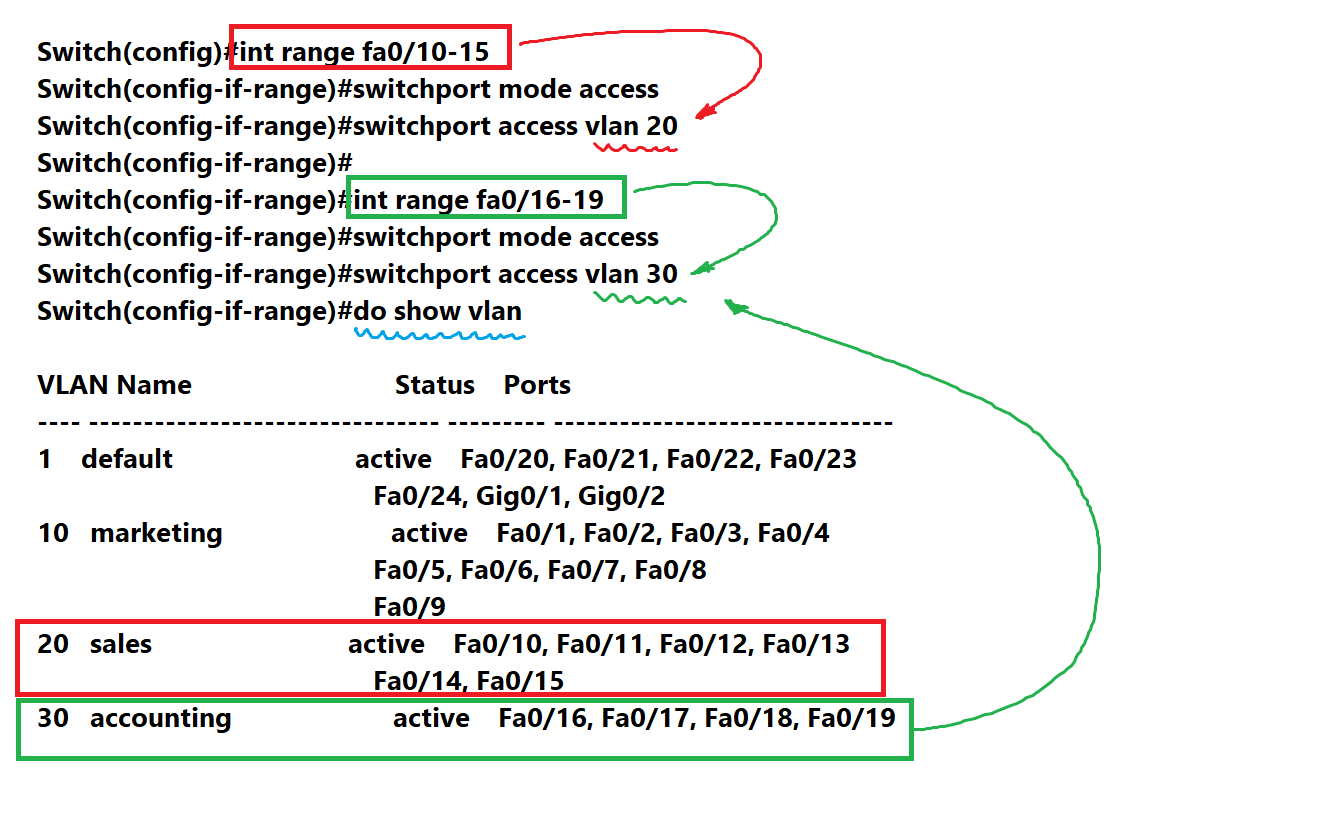 Switch(config)#int range fa0/10-15
Switch(config-if-range)#switchport mode access
Switch(config-if-range)#switchport access vlan 20
Switch(config-if-range)#
Switch(config-if-range)#int range fa0/16-19
Switch(config-if-range)#switchport mode access
Switch(config-if-range)#switchport access vlan 30
Switch(config-if-range)#do show vlan
VLAN Name Status Ports
---- -------------------------------- --------- -------------------------------
1 default active Fa0/20, Fa0/21, Fa0/22, Fa0/23
Fa0/24, Gig0/1, Gig0/2
10 marketing active Fa0/1, Fa0/2, Fa0/3, Fa0/4
Fa0/5, Fa0/6, Fa0/7, Fa0/8
Fa0/9
20 sales active Fa0/10, Fa0/11, Fa0/12, Fa0/13
Fa0/14, Fa0/15
30 accounting active Fa0/16, Fa0/17, Fa0/18, Fa0/19